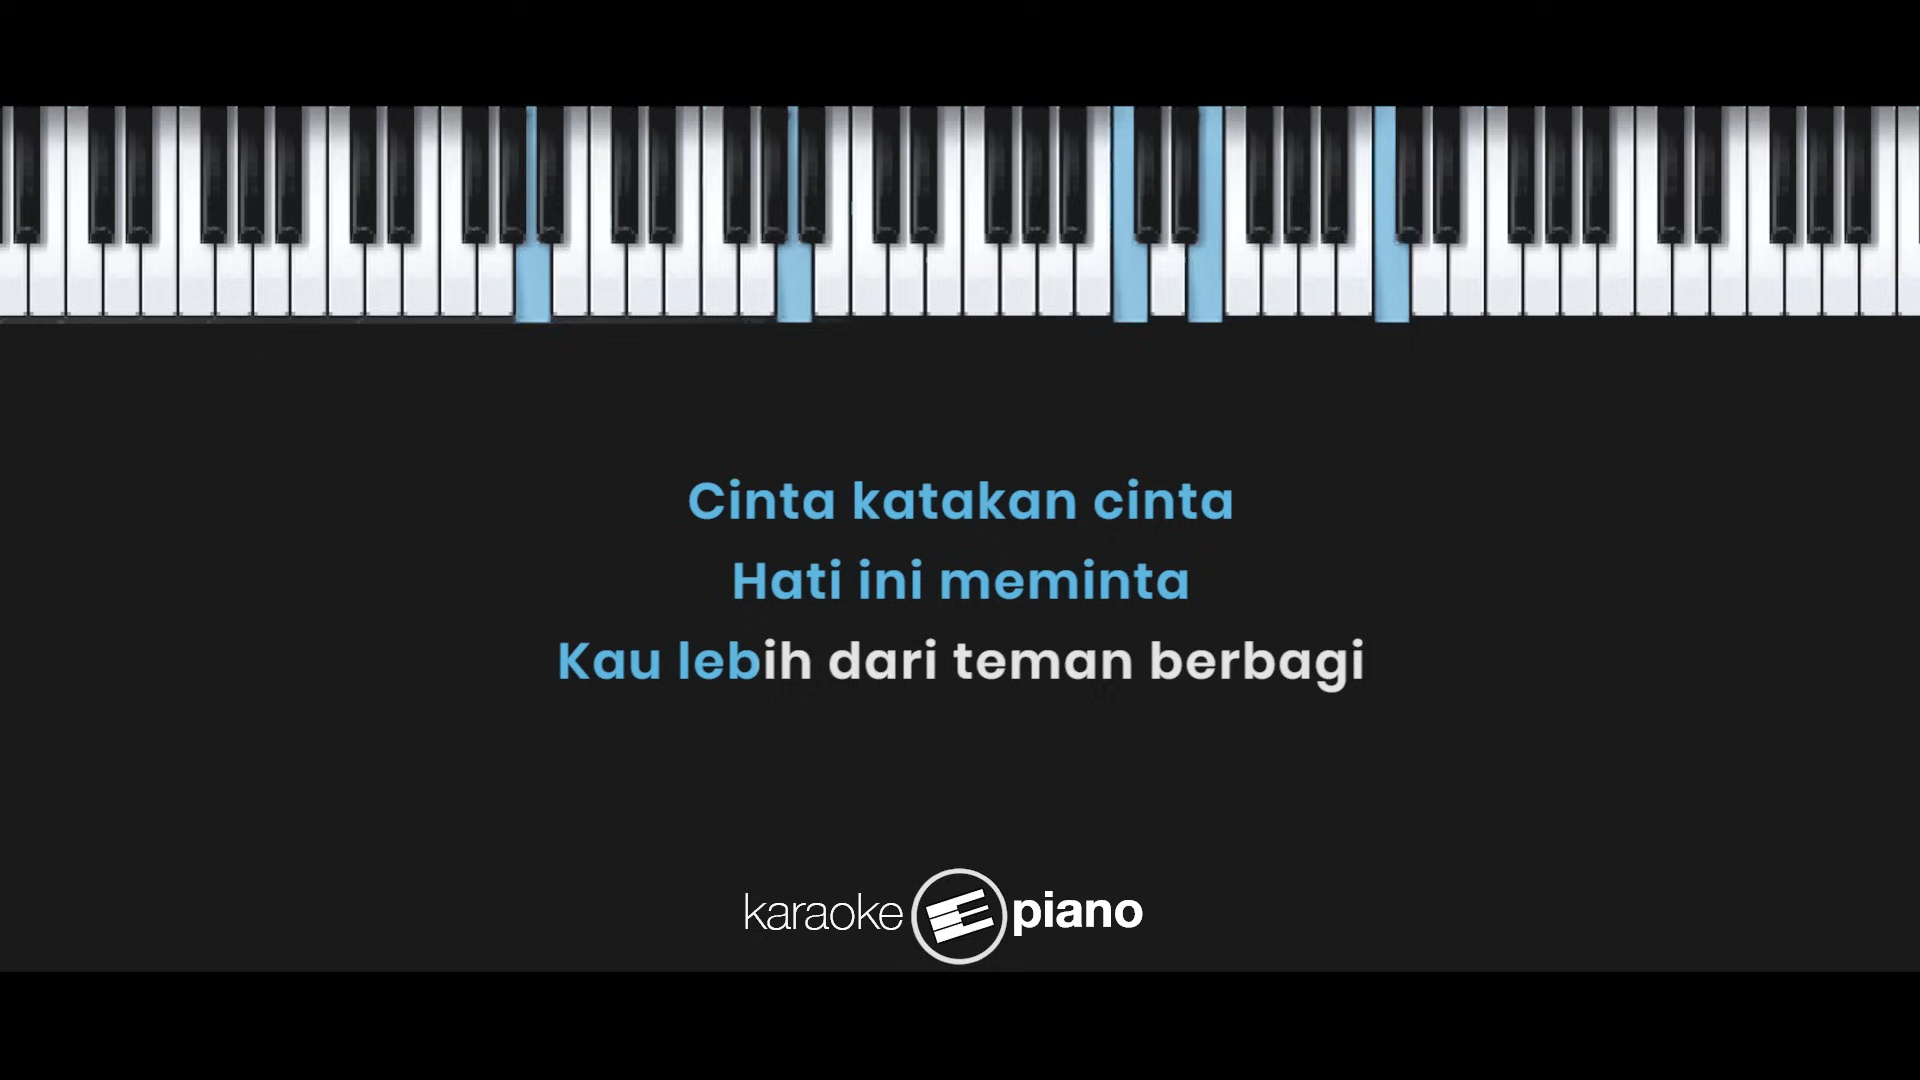 Cinta katakan cinta
Hati ini meminta
Kau lebih dari teman berbagi
karaoke piano